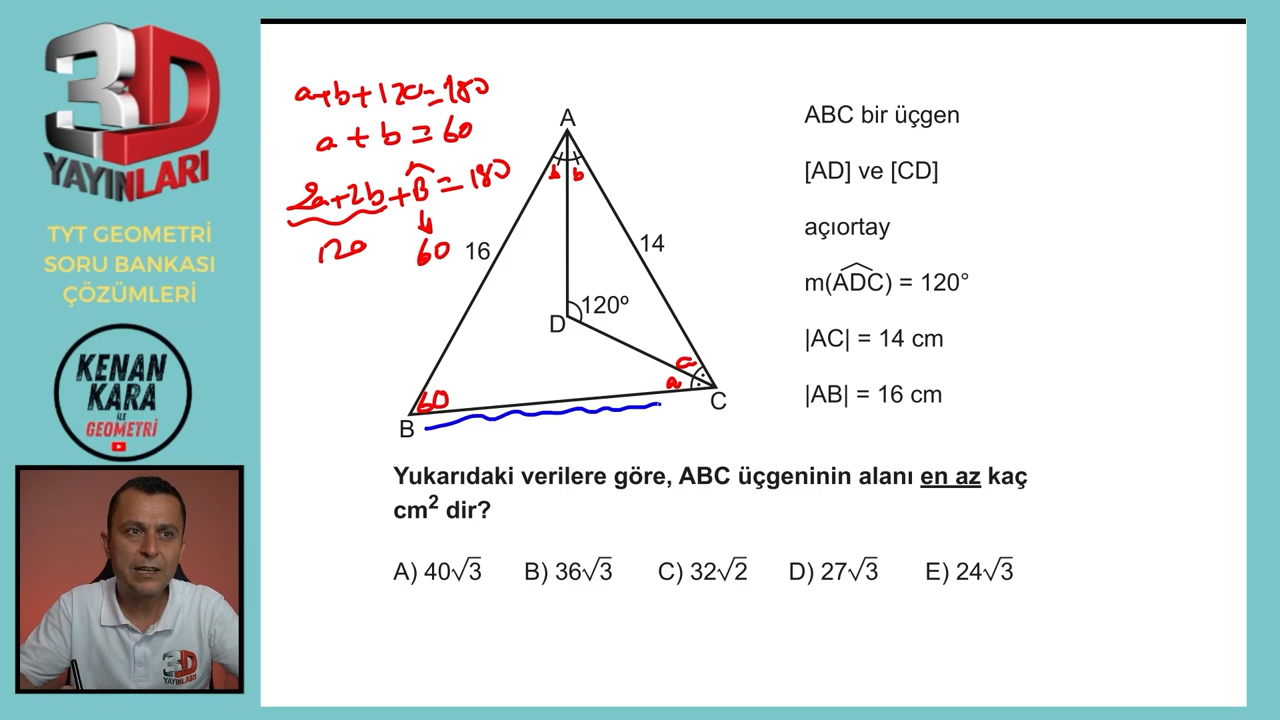 3D
YAYINLARI
TYT GEOMETRİ
SORU BANKASI
ÇÖZÜMLERİ
KENAN
KARA
İLE
GEOMETRİ
3D
YAYINLARI
a+b+120=180
a+b=60
2a+2b+B=180
120
60
A
b
b
16
14
120º
D
a
a
60
B
C
ABC bir üçgen
[AD] ve [CD]
açıortay
m(ADC) = 120°
|AC| = 14 cm
|AB| = 16 cm
Yukarıdaki verilere göre, ABC üçgeninin alanı en az kaç
cm² dir?
A) 40√3 B) 36√3 C) 32√2 D) 27√3 E) 24√3